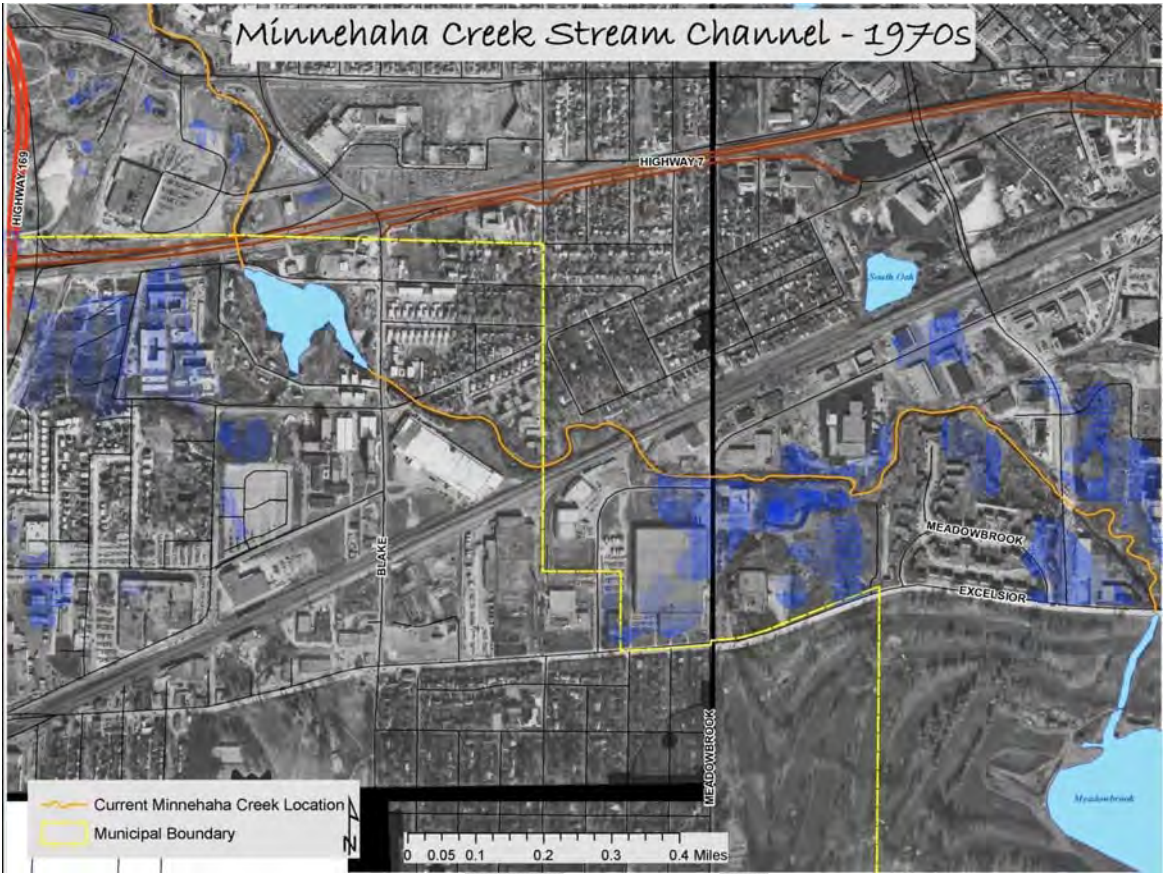 Minnehaha Creek Stream Channel - 1970s
HIGHWAY 169
HIGHWAY 7
South Oak
BLAKE
MEADOWBROOK
EXCELSIOR
MEADOWBROOK
Meadowbrook
Current Minnehaha Creek Location
Municipal Boundary
N
0 0.05 0.1 0.2 0.3 0.4 Miles